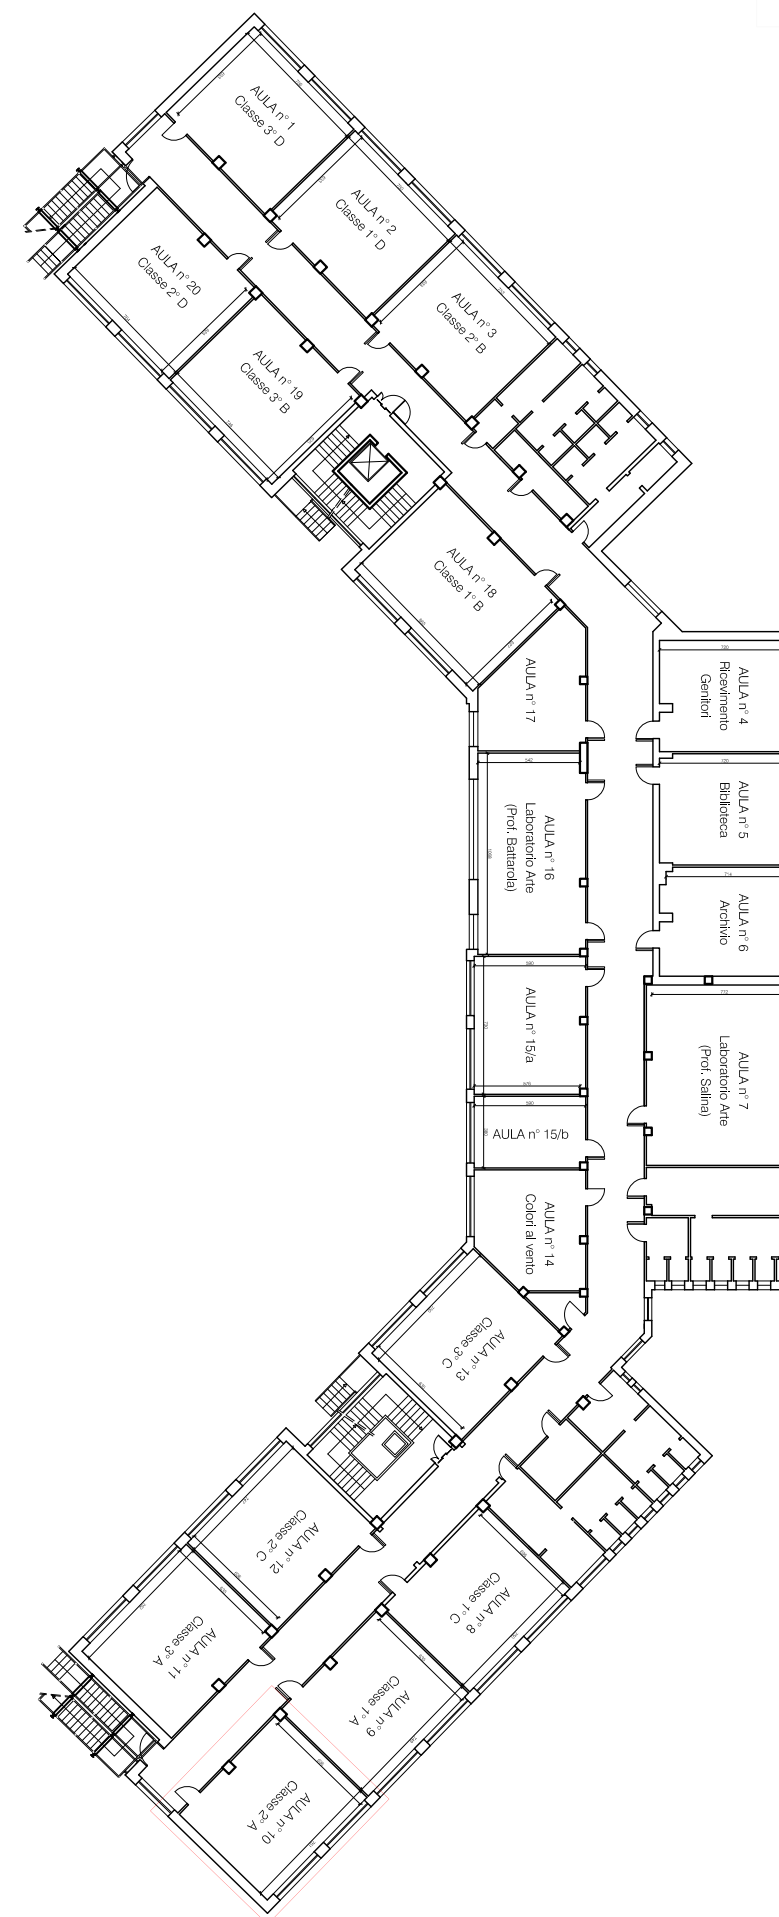 AULA n° 1
Classe 3° D
AULA n° 2
Classe 1° D
AULA n° 3
Classe 2° B
AULA n° 20
Classe 2° D
AULA n° 19
Classe 3° B
AULA n° 18
Classe 1° B
AULA n° 17
AULA n° 4
Ricevimento
Genitori
720
AULA n° 5
Biblioteca
AULA n° 16
Laboratorio Arte
(Prof. Battarola)
542
AULA n° 6
Archivio
AULA n° 15/a
AULA n° 7
Laboratorio Arte
(Prof. Salina)
772
AULA n° 15/b
AULA n° 14
Colori al vento
AULA n° 13
Classe 3° C
AULA n° 12
Classe 2° C
AULA n° 8
Classe 1° C
AULA n° 11
Classe 3° A
AULA n° 9
Classe 1° A
AULA n° 10
Classe 2° A